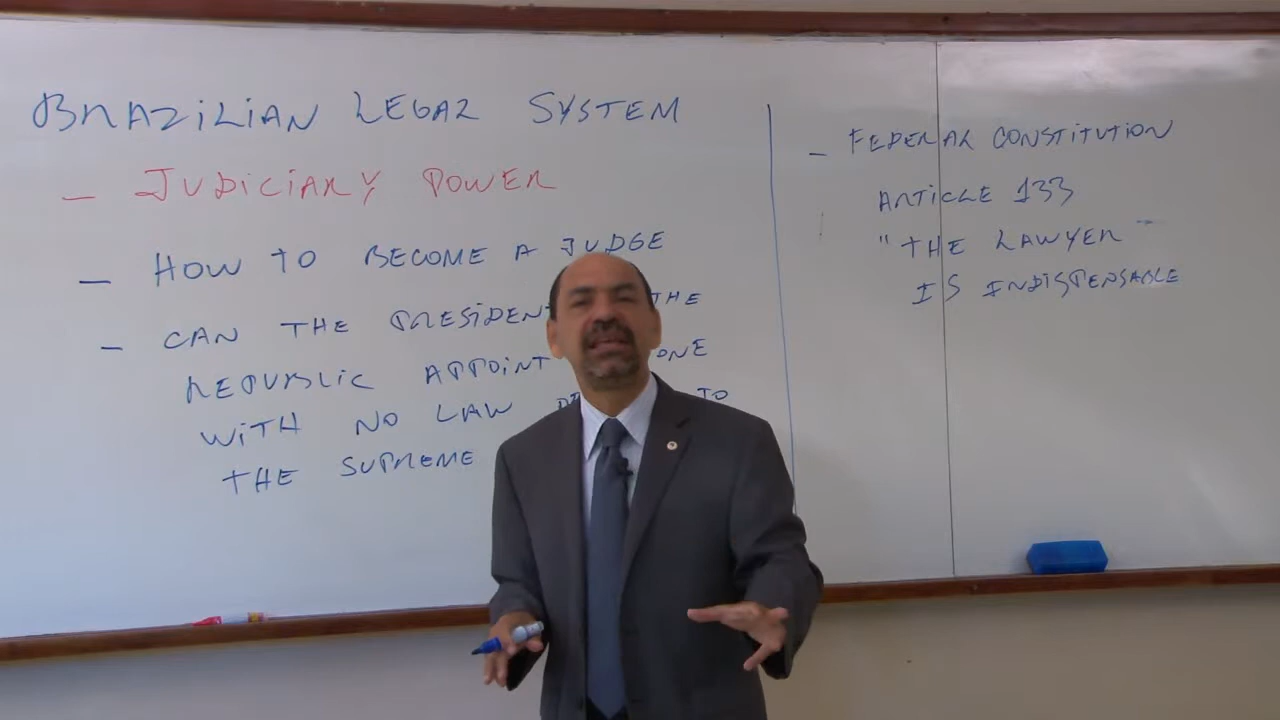 BRAZILIAN LEGAL SYSTEM
- JUDICIARY POWER
- HOW TO BECOME A JUDGE
- CAN THE PRESIDENT THE
REPUBLIC APPOINT ONE
WITH NO LAW TO
THE SUPREME
- FEDERAL CONSTITUTION
ARTICLE 133
"THE LAWYER
IS INDISPENSABLE